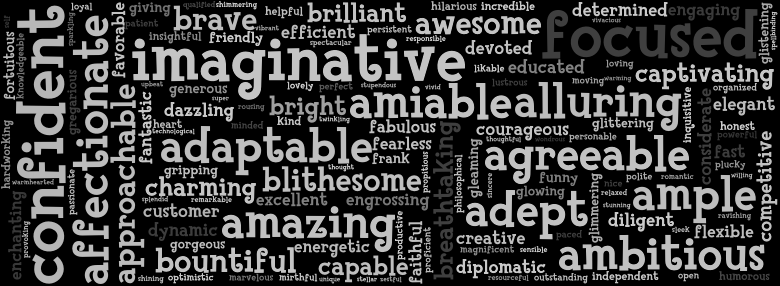 confident
affectionate
approachable
imaginative
amiable
alluring
adaptable
agreeable
amazing
ambitious
ample
adept
awesome
focused
brave
brilliant
bright
blithesome
bountiful
breathtaking
captivating
charming
capable
courageous
competitive
considerate
creative
customer
determined
devoted
educated
engaging
efficient
helpful
hilarious
incredible
persistent
responsible
spectacular
vibrant
qualified
shimmering
giving
patient
insightful
friendly
loyal
sparkling
favorable
fortuitous
knowledgeable
gregarious
hardworking
warmhearted
passionate
enchanting
provoking
fantastic
upbeat
generous
super
dazzling
rousing
heart
technological
minded
lovely
perfect
stupendous
vivid
kind
twinkling
fabulous
fearless
frank
thought
gripping
splendid
remarkable
excellent
engrossing
propitious
dynamic
gorgeous
energetic
productive
proficient
faithful
shining
optimistic
marvelous
mirthful
unique
stellar
zestful
likable
lustrous
moving
warming
loving
vivacious
glistening
spellbinding
organized
elegant
inquisitive
honest
powerful
fast
plucky
willing
glittering
personable
wondrous
thoughtful
gleaming
philosophical
sincere
funny
glowing
nice
relaxed
polite
romantic
stunning
glimmering
diligent
ravishing
sleek
flexible
paced
magnificent
sensible
diplomatic
resourceful
outstanding
independent
open
humorous